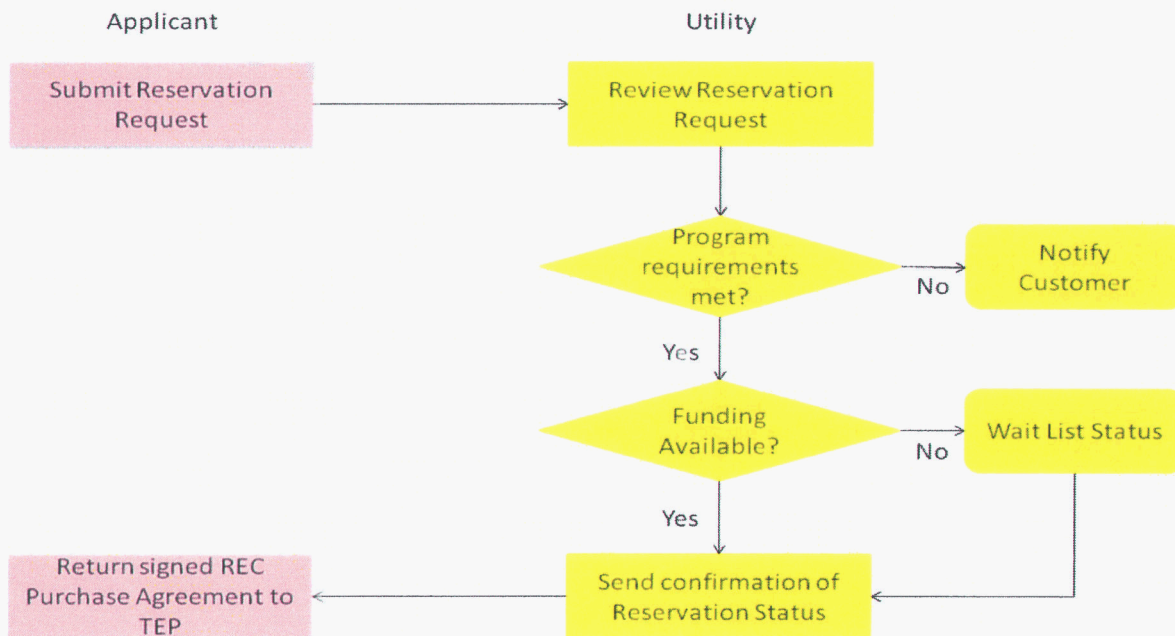 Applicant
Utility
Submit Reservation
Request
Review Reservation
Request
Program
requirements
met?
No
Notify
Customer
Yes
Funding
Available?
No
Wait List Status
Yes
Return signed REC
Purchase Agreement to
TEP
Send confirmation of
Reservation Status